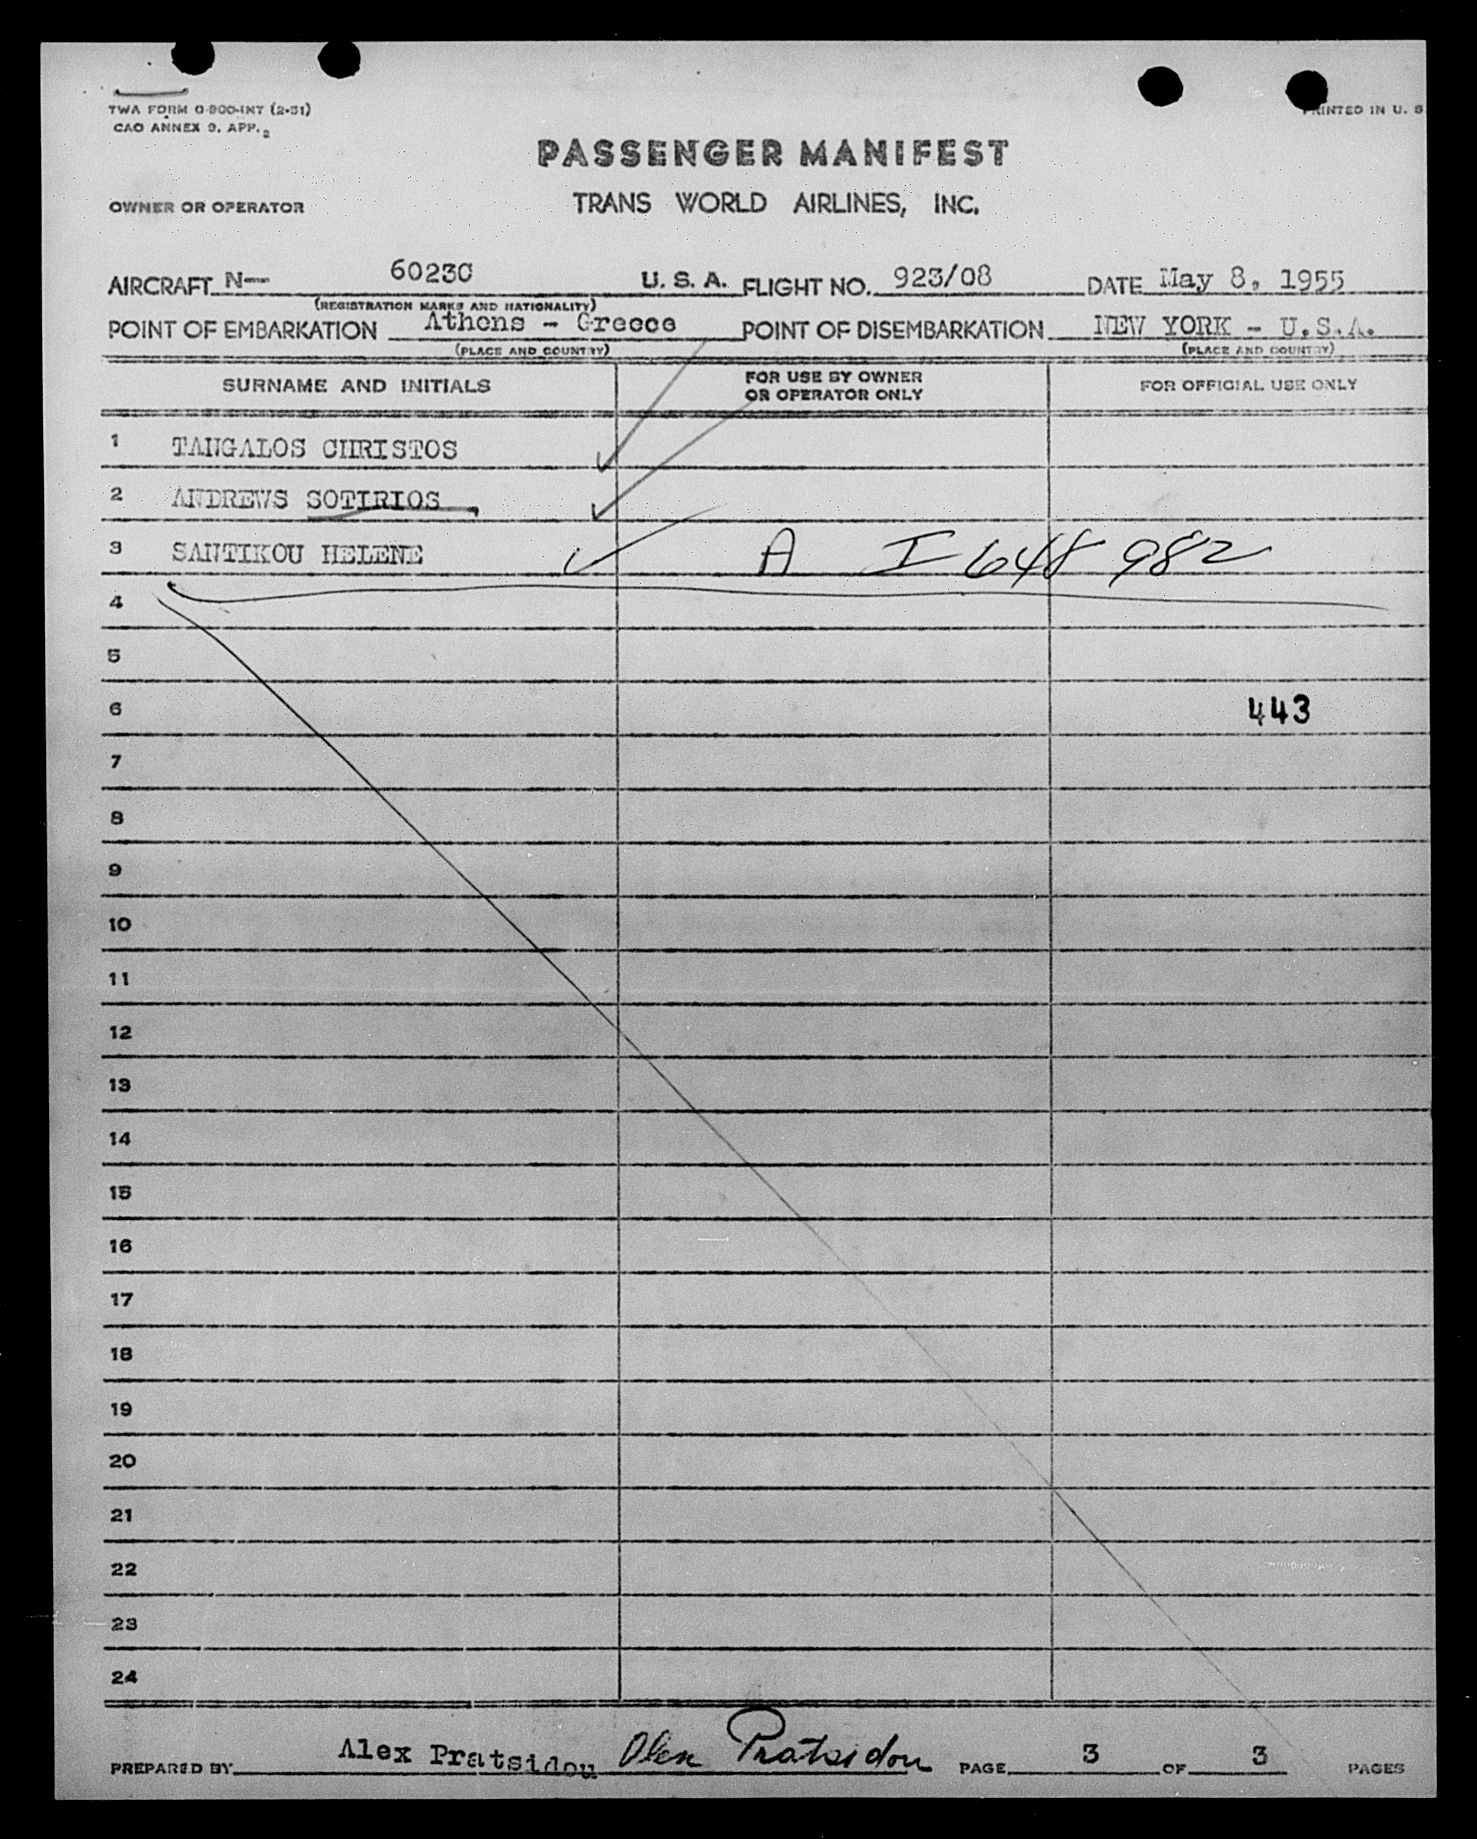 TWA FORM O-800-INT (2-51)
CAO ANNEX 9, APP. 2
PRINTED IN U. S
PASSENGER MANIFEST
OWNER OR OPERATOR TRANS WORLD AIRLINES, INC.
AIRCRAFT N-- 6023C U. S. A. FLIGHT NO. 923/08 DATE May 8, 1955
(REGISTRATION MARKS AND NATIONALITY)
POINT OF EMBARKATION Athens - Greece POINT OF DISEMBARKATION NEW YORK - U.S.A.
(PLACE AND COUNTRY) (PLACE AND COUNTRY)
SURNAME AND INITIALS FOR USE BY OWNER OR OPERATOR ONLY FOR OFFICIAL USE ONLY
1 TANGALOS CHRISTOS
2 ANDREWS SOTIRIOS
3 SANTIKOU HELENE A I 648 982
4
5
6 443
7
8
9
10
11
12
13
14
15
16
17
18
19
20
21
22
23
24
PREPARED BY Alex Pratsidou Alex Pratsidou PAGE 3 OF 3 PAGES